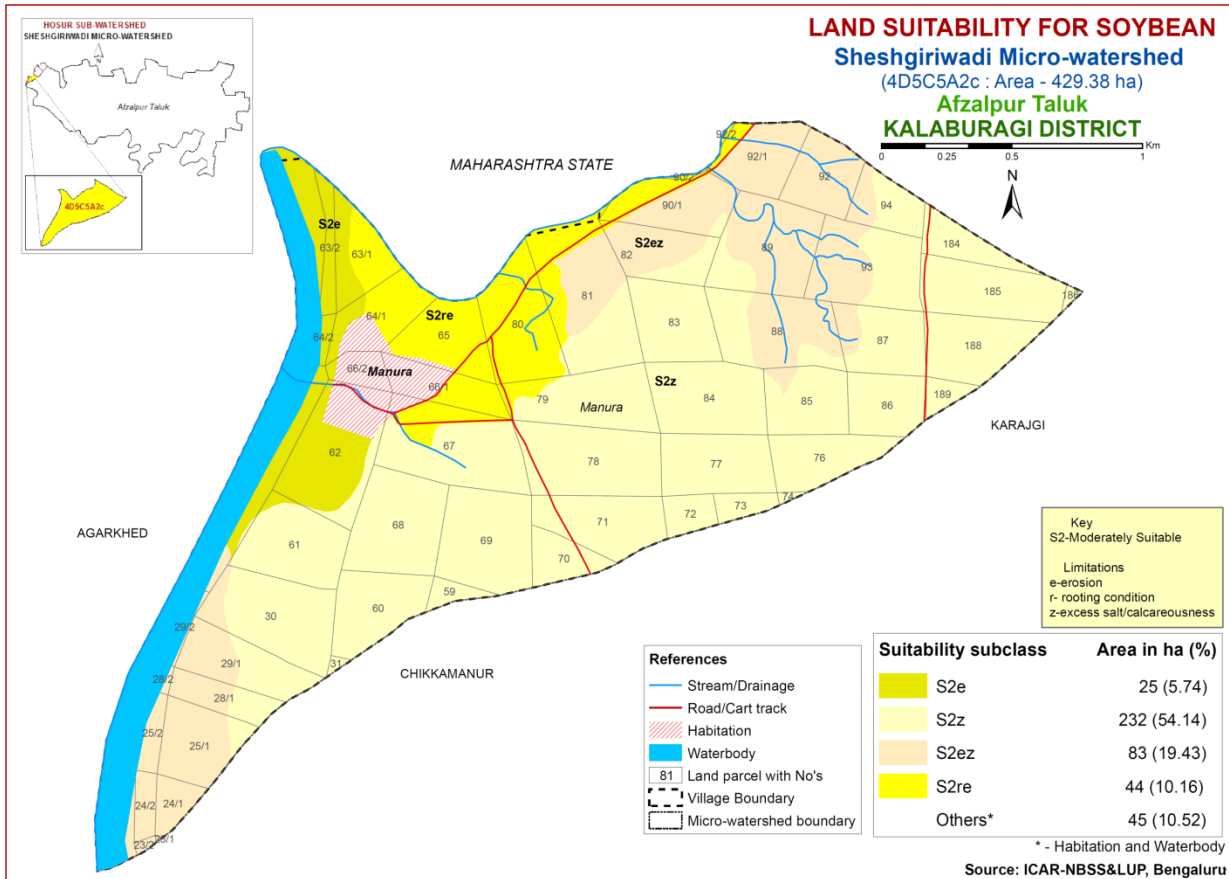 HOSUR SUB-WATERSHED
SHESHGIRIWADI MICRO-WATERSHED
N
Afzalpur Taluk
4D5C5A2c
LAND SUITABILITY FOR SOYBEAN
Sheshgiriwadi Micro-watershed
(4D5C5A2c : Area - 429.38 ha)
Afzalpur Taluk
KALABURAGI DISTRICT
0 0.25 0.5 1 Km
N
MAHARASHTRA STATE
92/2
92/1
92
90/2
90/1
94
S2e
63/2
63/1
S2ez
82
89
93
184
185
186
81
64/1
64/2
S2re
65
80
83
88
87
188
66/2
Manura
66/1
S2z
79
Manura
84
85
86
189
KARAJGI
62
67
78
77
76
74
73
72
71
AGARKHED
61
68
69
70
59
60
30
31
29/2
29/1
28/2
28/1
CHIKKAMANUR
25/2
25/1
24/2
24/1
23/2
Key
S2-Moderately Suitable
Limitations
e-erosion
r- rooting condition
z-excess salt/calcareousness
References
Stream/Drainage
Road/Cart track
Habitation
Waterbody
81 Land parcel with No's
Village Boundary
Micro-watershed boundary
Suitability subclass Area in ha (%)
S2e 25 (5.74)
S2z 232 (54.14)
S2ez 83 (19.43)
S2re 44 (10.16)
Others* 45 (10.52)
* - Habitation and Waterbody
Source: ICAR-NBSS&LUP, Bengaluru